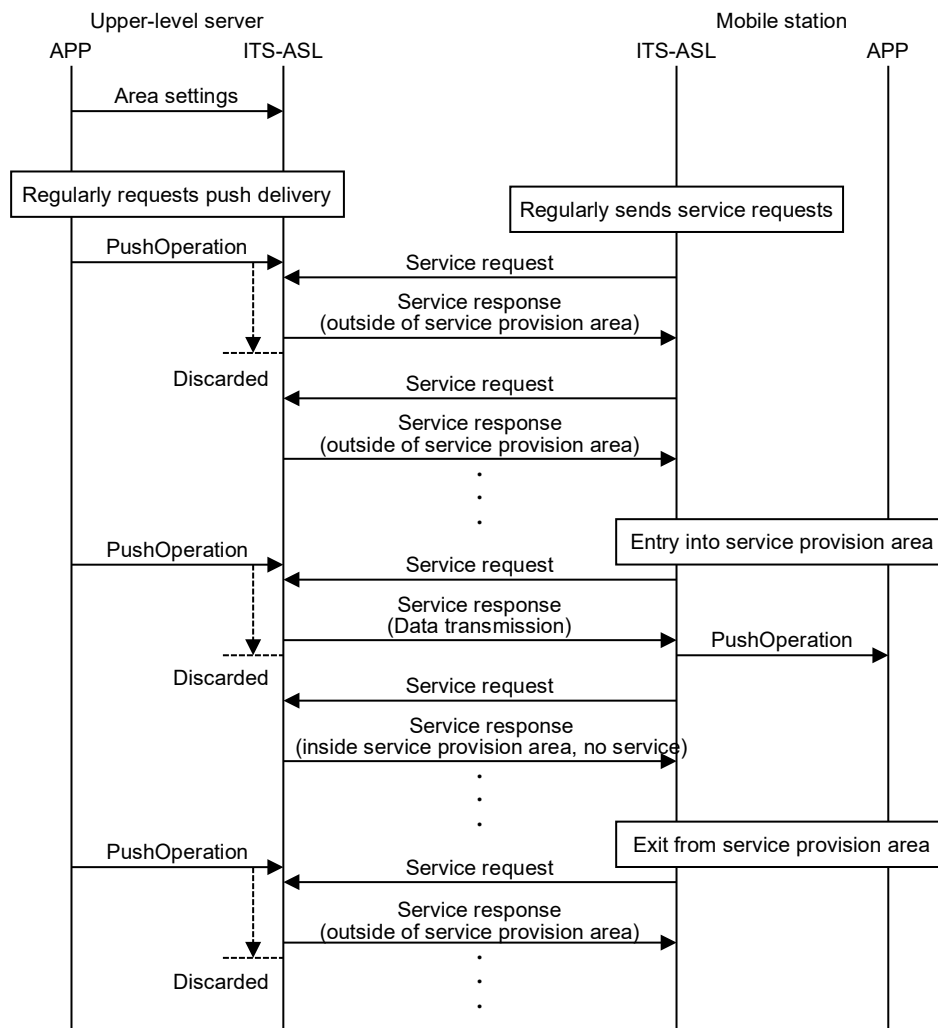 Upper-level server
Mobile station
APP
ITS-ASL
ITS-ASL
APP
Area settings
Regularly requests push delivery
Regularly sends service requests
PushOperation
Service request
Service response
(outside of service provision area)
Discarded
Service request
Service response
(outside of service provision area)
Entry into service provision area
PushOperation
Service request
Service response
(Data transmission)
PushOperation
Discarded
Service request
Service response
(inside service provision area, no service)
Exit from service provision area
PushOperation
Service request
Service response
(outside of service provision area)
Discarded